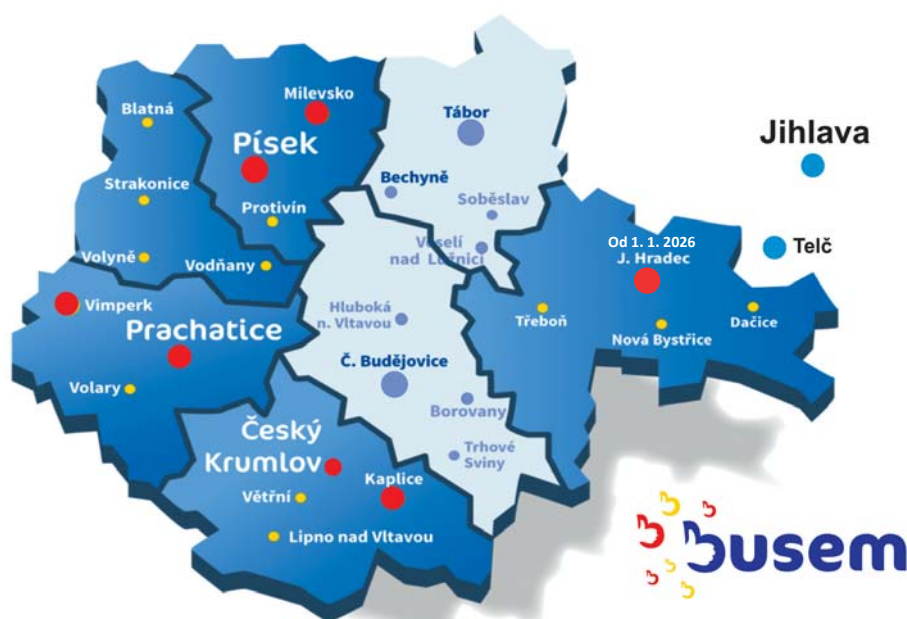 Blatná
Milevsko
Písek
Tábor
Jihlava
Strakonice
Bechyně
Protivín
Soběslav
Od 1. 1. 2026
J. Hradec
Telč
Volyně
Vodňany
Veselí
nad Lužnicí
Vimperk
Prachatice
Hluboká
n. Vltavou
Třeboň
Nová Bystřice
Dačice
Volary
Č. Budějovice
Borovany
Český
Krumlov
Trhové
Sviny
Kaplice
Větřní
Lipno nad Vltavou
busem